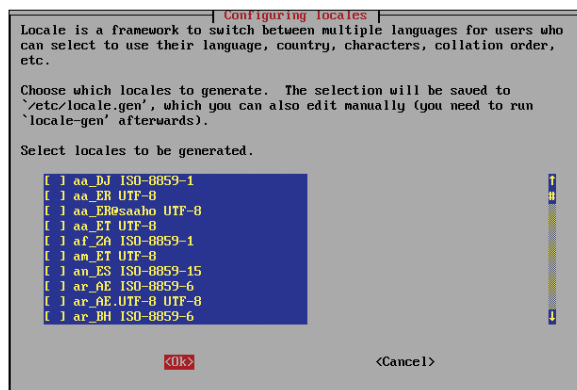 Configuring locales
Locale is a framework to switch between multiple languages for users who
can select to use their language, country, characters, collation order,
etc.
Choose which locales to generate.  The selection will be saved to
`/etc/locale.gen', which you can also edit manually (you need to run
`locale-gen' afterwards).
Select locales to be generated.
[ ] aa_DJ ISO-8859-1
[ ] aa_ER UTF-8
[ ] aa_ER@saaho UTF-8
[ ] aa_ET UTF-8
[ ] af_ZA ISO-8859-1
[ ] am_ET UTF-8
[ ] an_ES ISO-8859-15
[ ] ar_AE ISO-8859-6
[ ] ar_AE.UTF-8 UTF-8
[ ] ar_BH ISO-8859-6
<Ok> <Cancel>